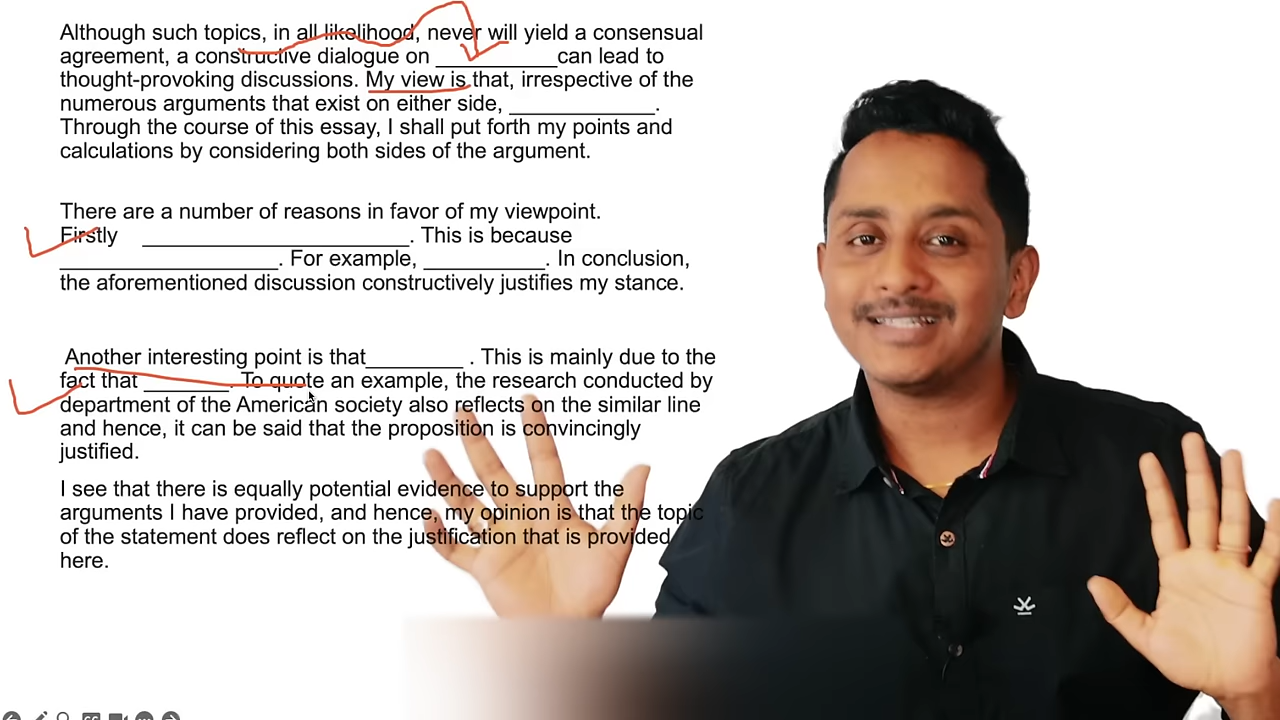 Although such topics, in all likelihood, never will yield a consensual
agreement, a constructive dialogue on __________can lead to
thought-provoking discussions. My view is that, irrespective of the
numerous arguments that exist on either side, ____________.
Through the course of this essay, I shall put forth my points and
calculations by considering both sides of the argument.
There are a number of reasons in favor of my viewpoint.
Firstly ______________________. This is because
__________________. For example, __________. In conclusion,
the aforementioned discussion constructively justifies my stance.
Another interesting point is that________ . This is mainly due to the
fact that _______. To quote an example, the research conducted by
department of the American society also reflects on the similar line
and hence, it can be said that the proposition is convincingly
justified.
I see that there is equally potential evidence to support the
arguments I have provided, and hence, my opinion is that the topic
of the statement does reflect on the justification that is provided
here.